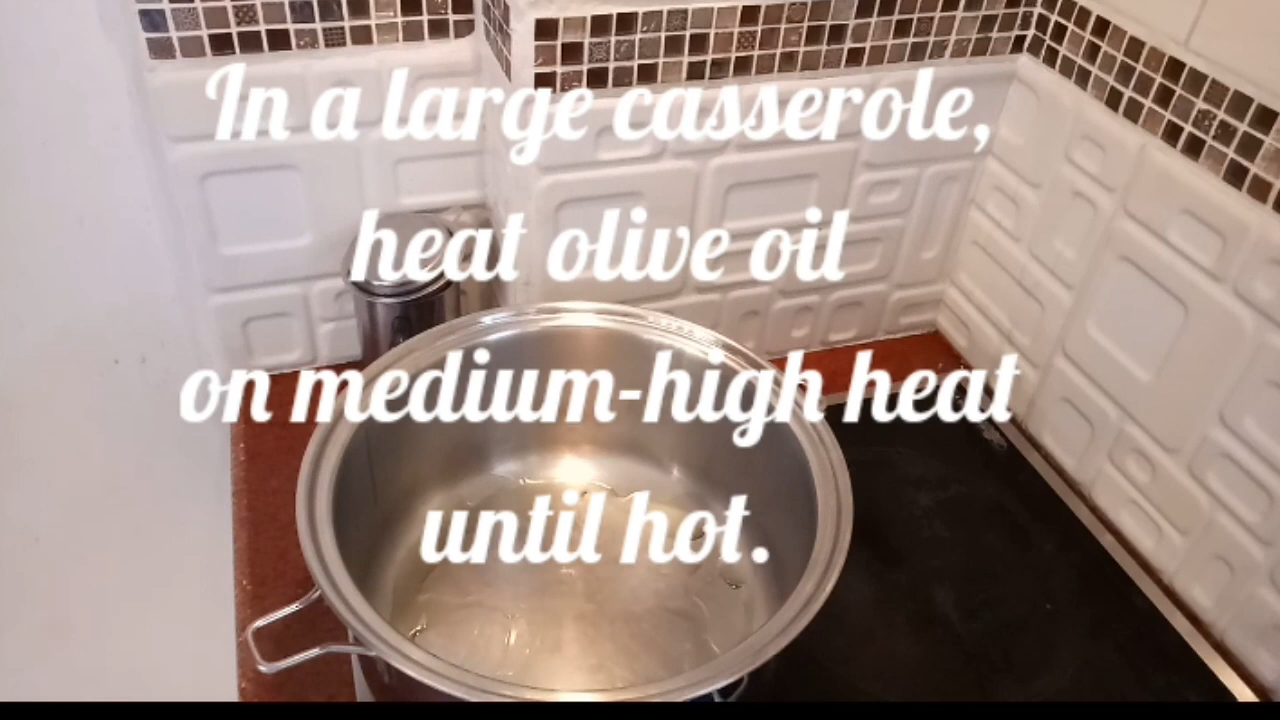 In a large casserole,
heat olive oil
on medium-high heat
until hot.